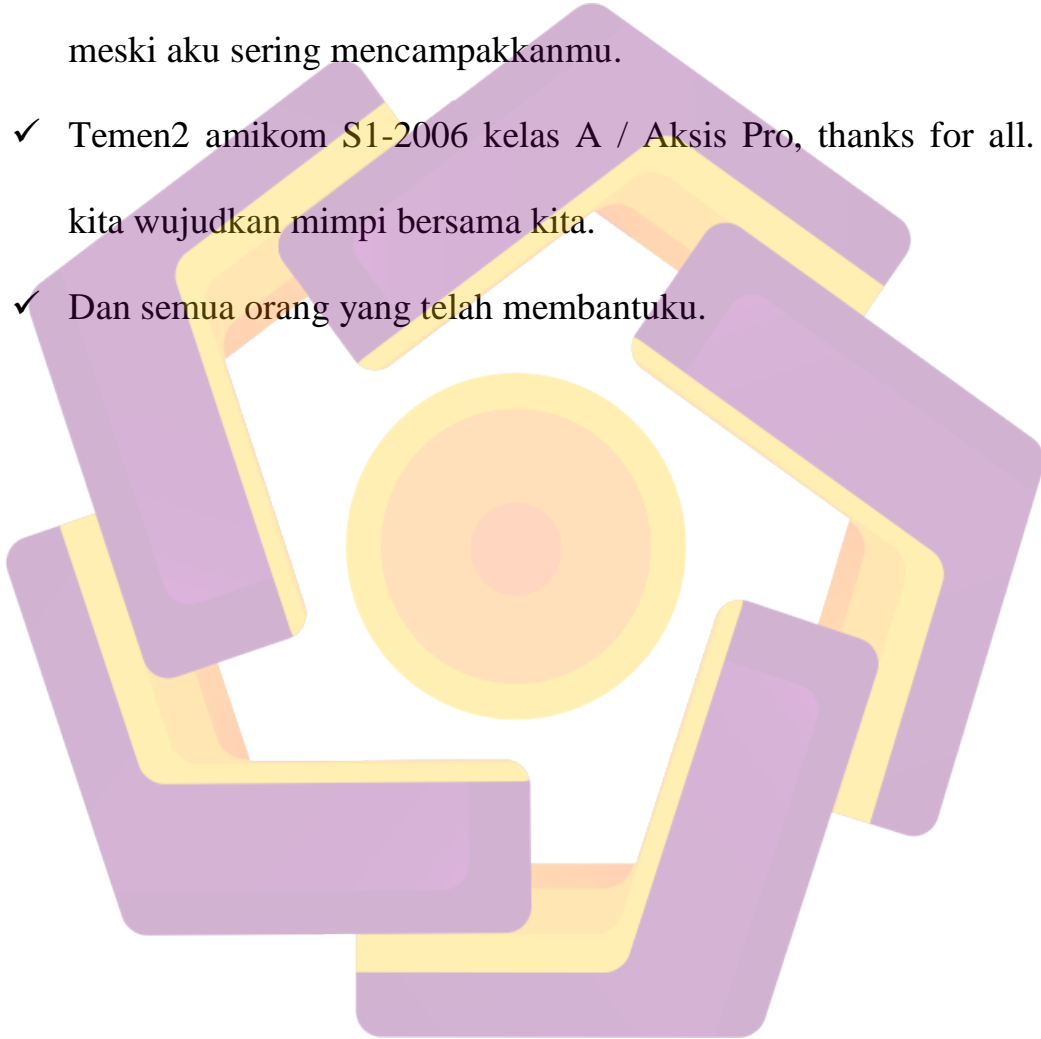 meski aku sering mencampakkanmu.
✓ Temen2 amikom S1-2006 kelas A / Aksis Pro, thanks for all.
kita wujudkan mimpi bersama kita.
✓ Dan semua orang yang telah membantuku.